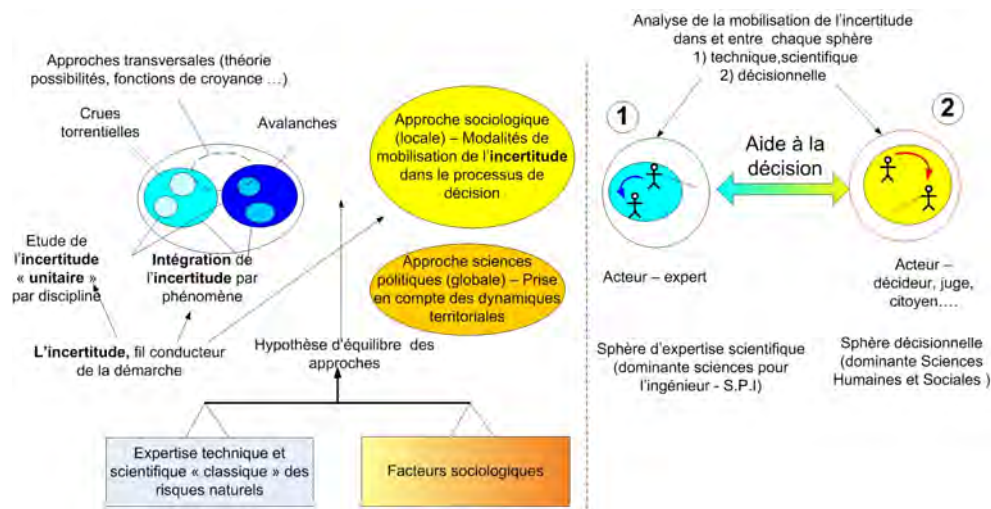 Approches transversales (théorie
possibilités, fonctions de croyance …)
Crues
torrentielles
Avalanches
Etude de
l'incertitude
« unitaire »
par discipline
Intégration de
l'incertitude par
phénomène
L'incertitude, fil conducteur
de la démarche
Approche sociologique
(locale) – Modalités de
mobilisation de l'incertitude
dans le processus de
décision
Approche sciences
politiques (globale) – Prise
en compte des dynamiques
territoriales
Hypothèse d'équilibre des
approches
Expertise technique et
scientifique « classique » des
risques naturels
Facteurs sociologiques
Analyse de la mobilisation de l'incertitude
dans et entre chaque sphère
1) technique,scientifique
2) décisionnelle
1
2
Aide à la
décision
Acteur – expert
Acteur –
décideur, juge,
citoyen….
Sphère d'expertise scientifique
(dominante sciences pour
l'ingénieur - S.P.I)
Sphère décisionnelle
(dominante Sciences
Humaines et Sociales )